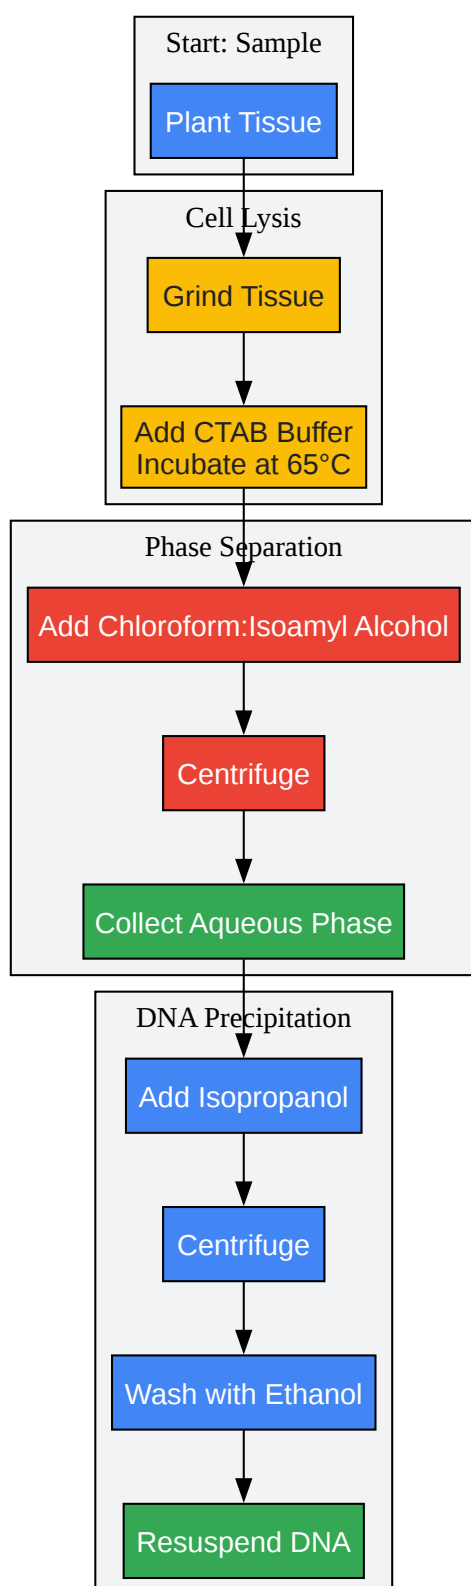 Start: Sample
Plant Tissue
Cell Lysis
Grind Tissue
Add CTAB Buffer
Incubate at 65°C
Phase Separation
Add Chloroform:Isoamyl Alcohol
Centrifuge
Collect Aqueous Phase
DNA Precipitation
Add Isopropanol
Centrifuge
Wash with Ethanol
Resuspend DNA